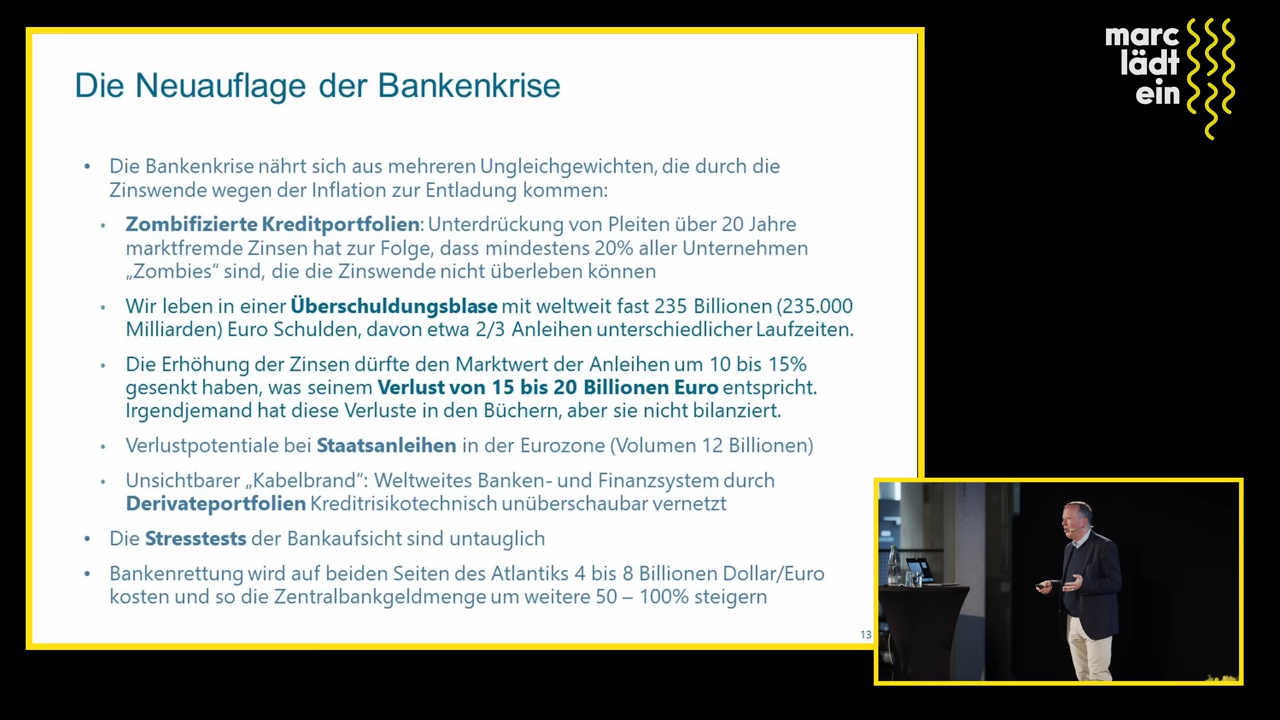 marc
lädt
ein
Die Neuauflage der Bankenkrise
• Die Bankenkrise nährt sich aus mehreren Ungleichgewichten, die durch die
Zinswende wegen der Inflation zur Entladung kommen:
• Zombifizierte Kreditportfolien: Unterdrückung von Pleiten über 20 Jahre
marktfremde Zinsen hat zur Folge, dass mindestens 20% aller Unternehmen
„Zombies“ sind, die die Zinswende nicht überleben können
• Wir leben in einer Überschuldungsblase mit weltweit fast 235 Billionen (235.000
Milliarden) Euro Schulden, davon etwa 2/3 Anleihen unterschiedlicher Laufzeiten.
• Die Erhöhung der Zinsen dürfte den Marktwert der Anleihen um 10 bis 15%
gesenkt haben, was seinem Verlust von 15 bis 20 Billionen Euro entspricht.
Irgendjemand hat diese Verluste in den Büchern, aber sie nicht bilanziert.
• Verlustpotentiale bei Staatsanleihen in der Eurozone (Volumen 12 Billionen)
• Unsichtbarer „Kabelbrand“: Weltweites Banken- und Finanzsystem durch
Derivateportfolien Kreditrisikotechnisch unüberschaubar vernetzt
• Die Stresstests der Bankaufsicht sind untauglich
• Bankenrettung wird auf beiden Seiten des Atlantiks 4 bis 8 Billionen Dollar/Euro
kosten und so die Zentralbankgeldmenge um weitere 50 – 100% steigern
13